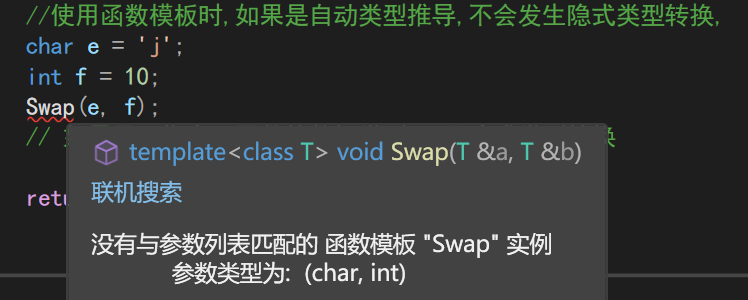 //使用函数模板时,如果是自动类型推导,不会发生隐式类型转换,
char e = 'j';
int f = 10;
Swap(e, f);
//
template<class T> void Swap(T &a, T &b)
联机搜索
retu
没有与参数列表匹配的 函数模板 "Swap" 实例
参数类型为: (char, int)